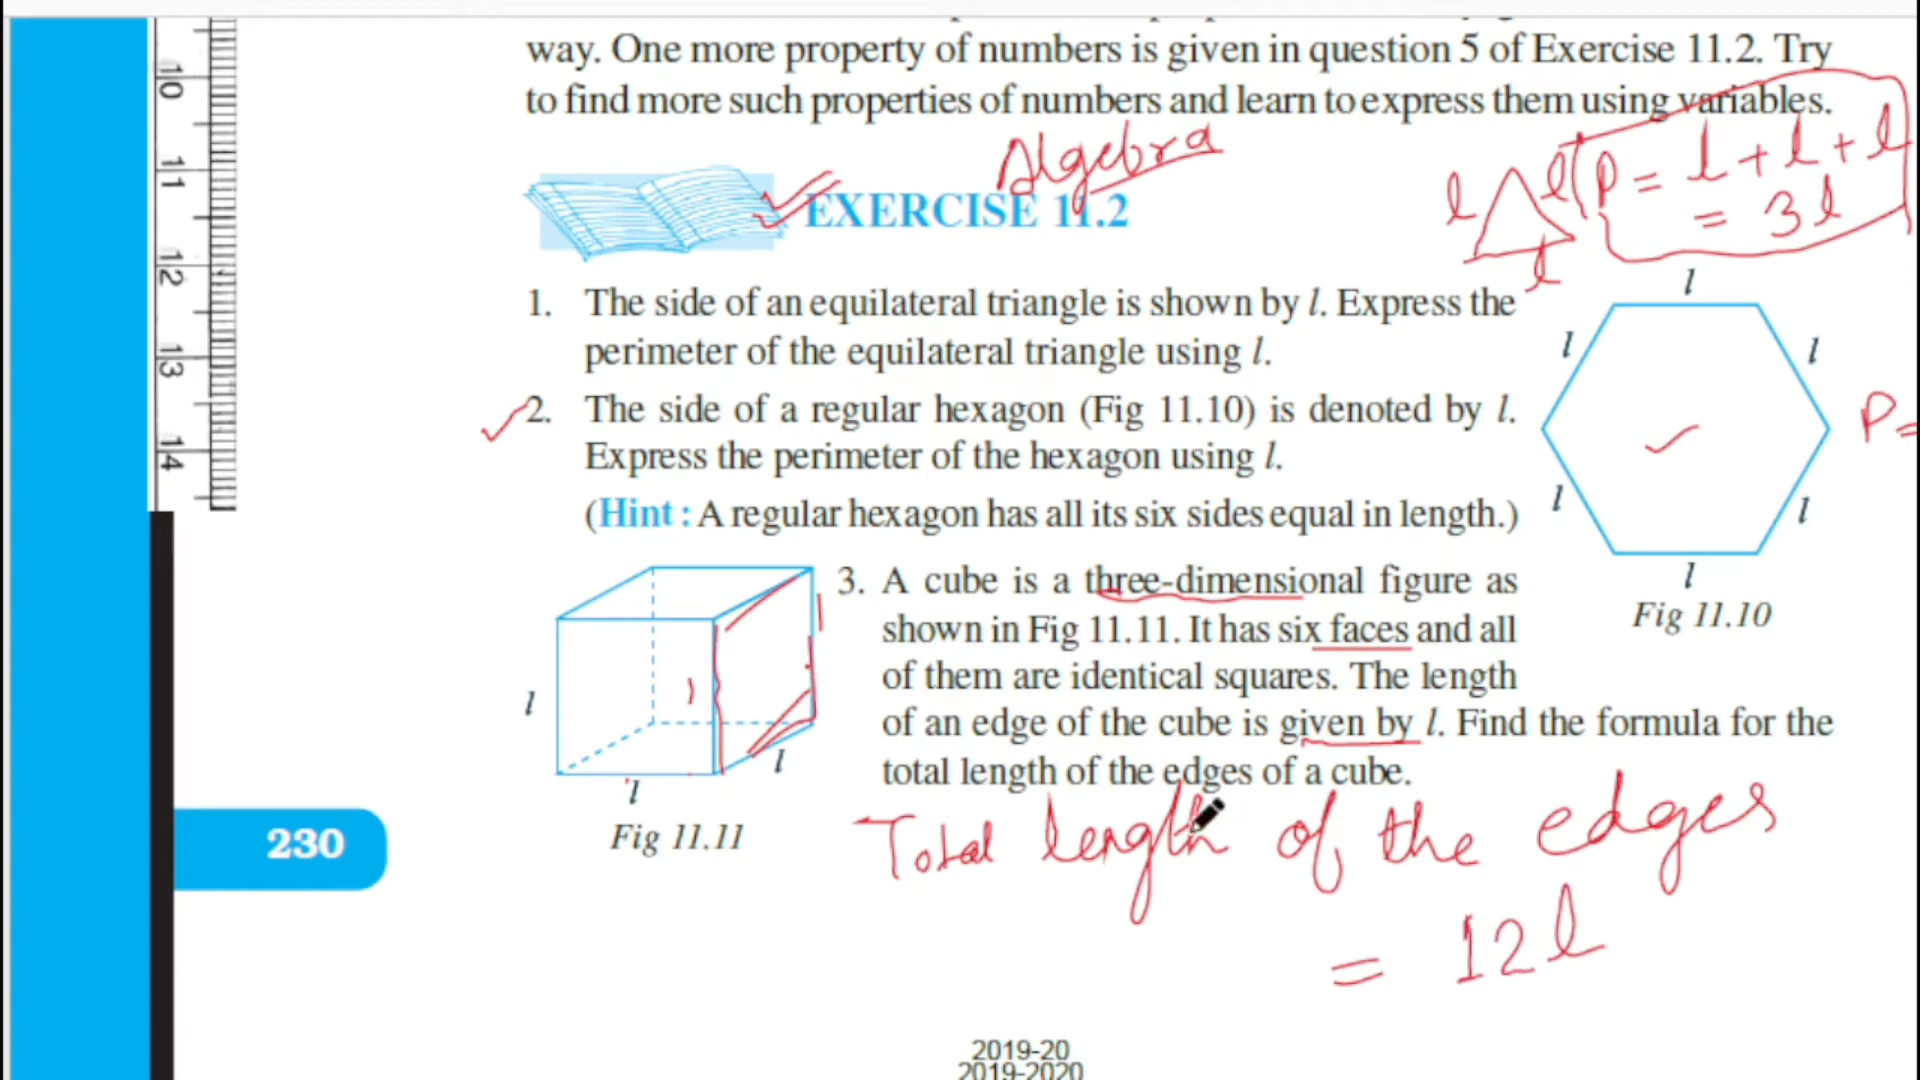 way. One more property of numbers is given in question 5 of Exercise 11.2. Try
to find more such properties of numbers and learn to express them using variables.
Algebra
EXERCISE 11.2
l l l
P = l + l + l
= 3l
1. The side of an equilateral triangle is shown by l. Express the
perimeter of the equilateral triangle using l.
2. The side of a regular hexagon (Fig 11.10) is denoted by l.
Express the perimeter of the hexagon using l.
(Hint : A regular hexagon has all its six sides equal in length.)
l
l l
l l
l
P=
Fig 11.10
3. A cube is a three-dimensional figure as
shown in Fig 11.11. It has six faces and all
of them are identical squares. The length
of an edge of the cube is given by l. Find the formula for the
total length of the edges of a cube.
l
l
l
Fig 11.11
Total length of the edges
= 12l
10
11
12
13
14
230
2019-20
2019-2020